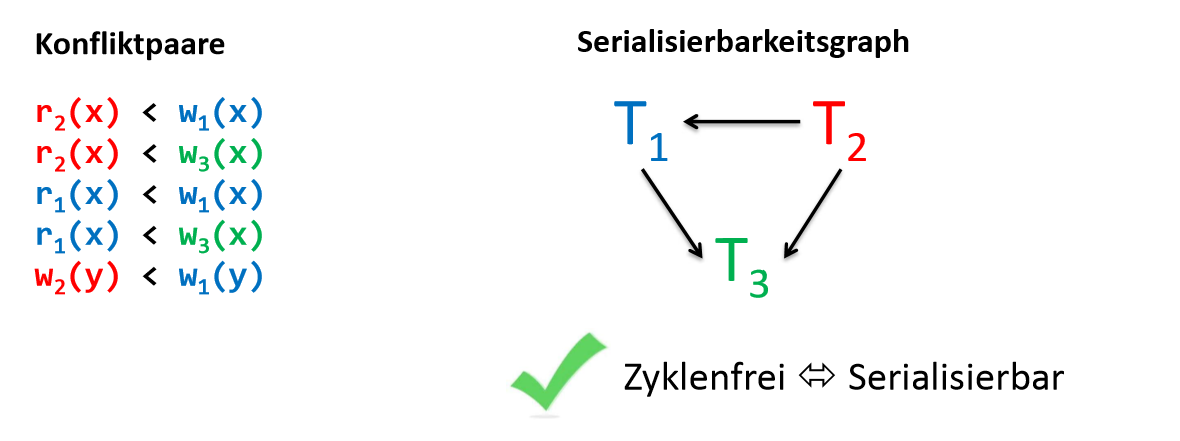 Konfliktpaare
r₂(x) < w₁(x)
r₂(x) < w₃(x)
r₁(x) < w₁(x)
r₁(x) < w₃(x)
w₂(y) < w₁(y)
Serialisierbarkeitsgraph
T₁ T₂
T₃
Zyklenfrei ⇔ Serialisierbar